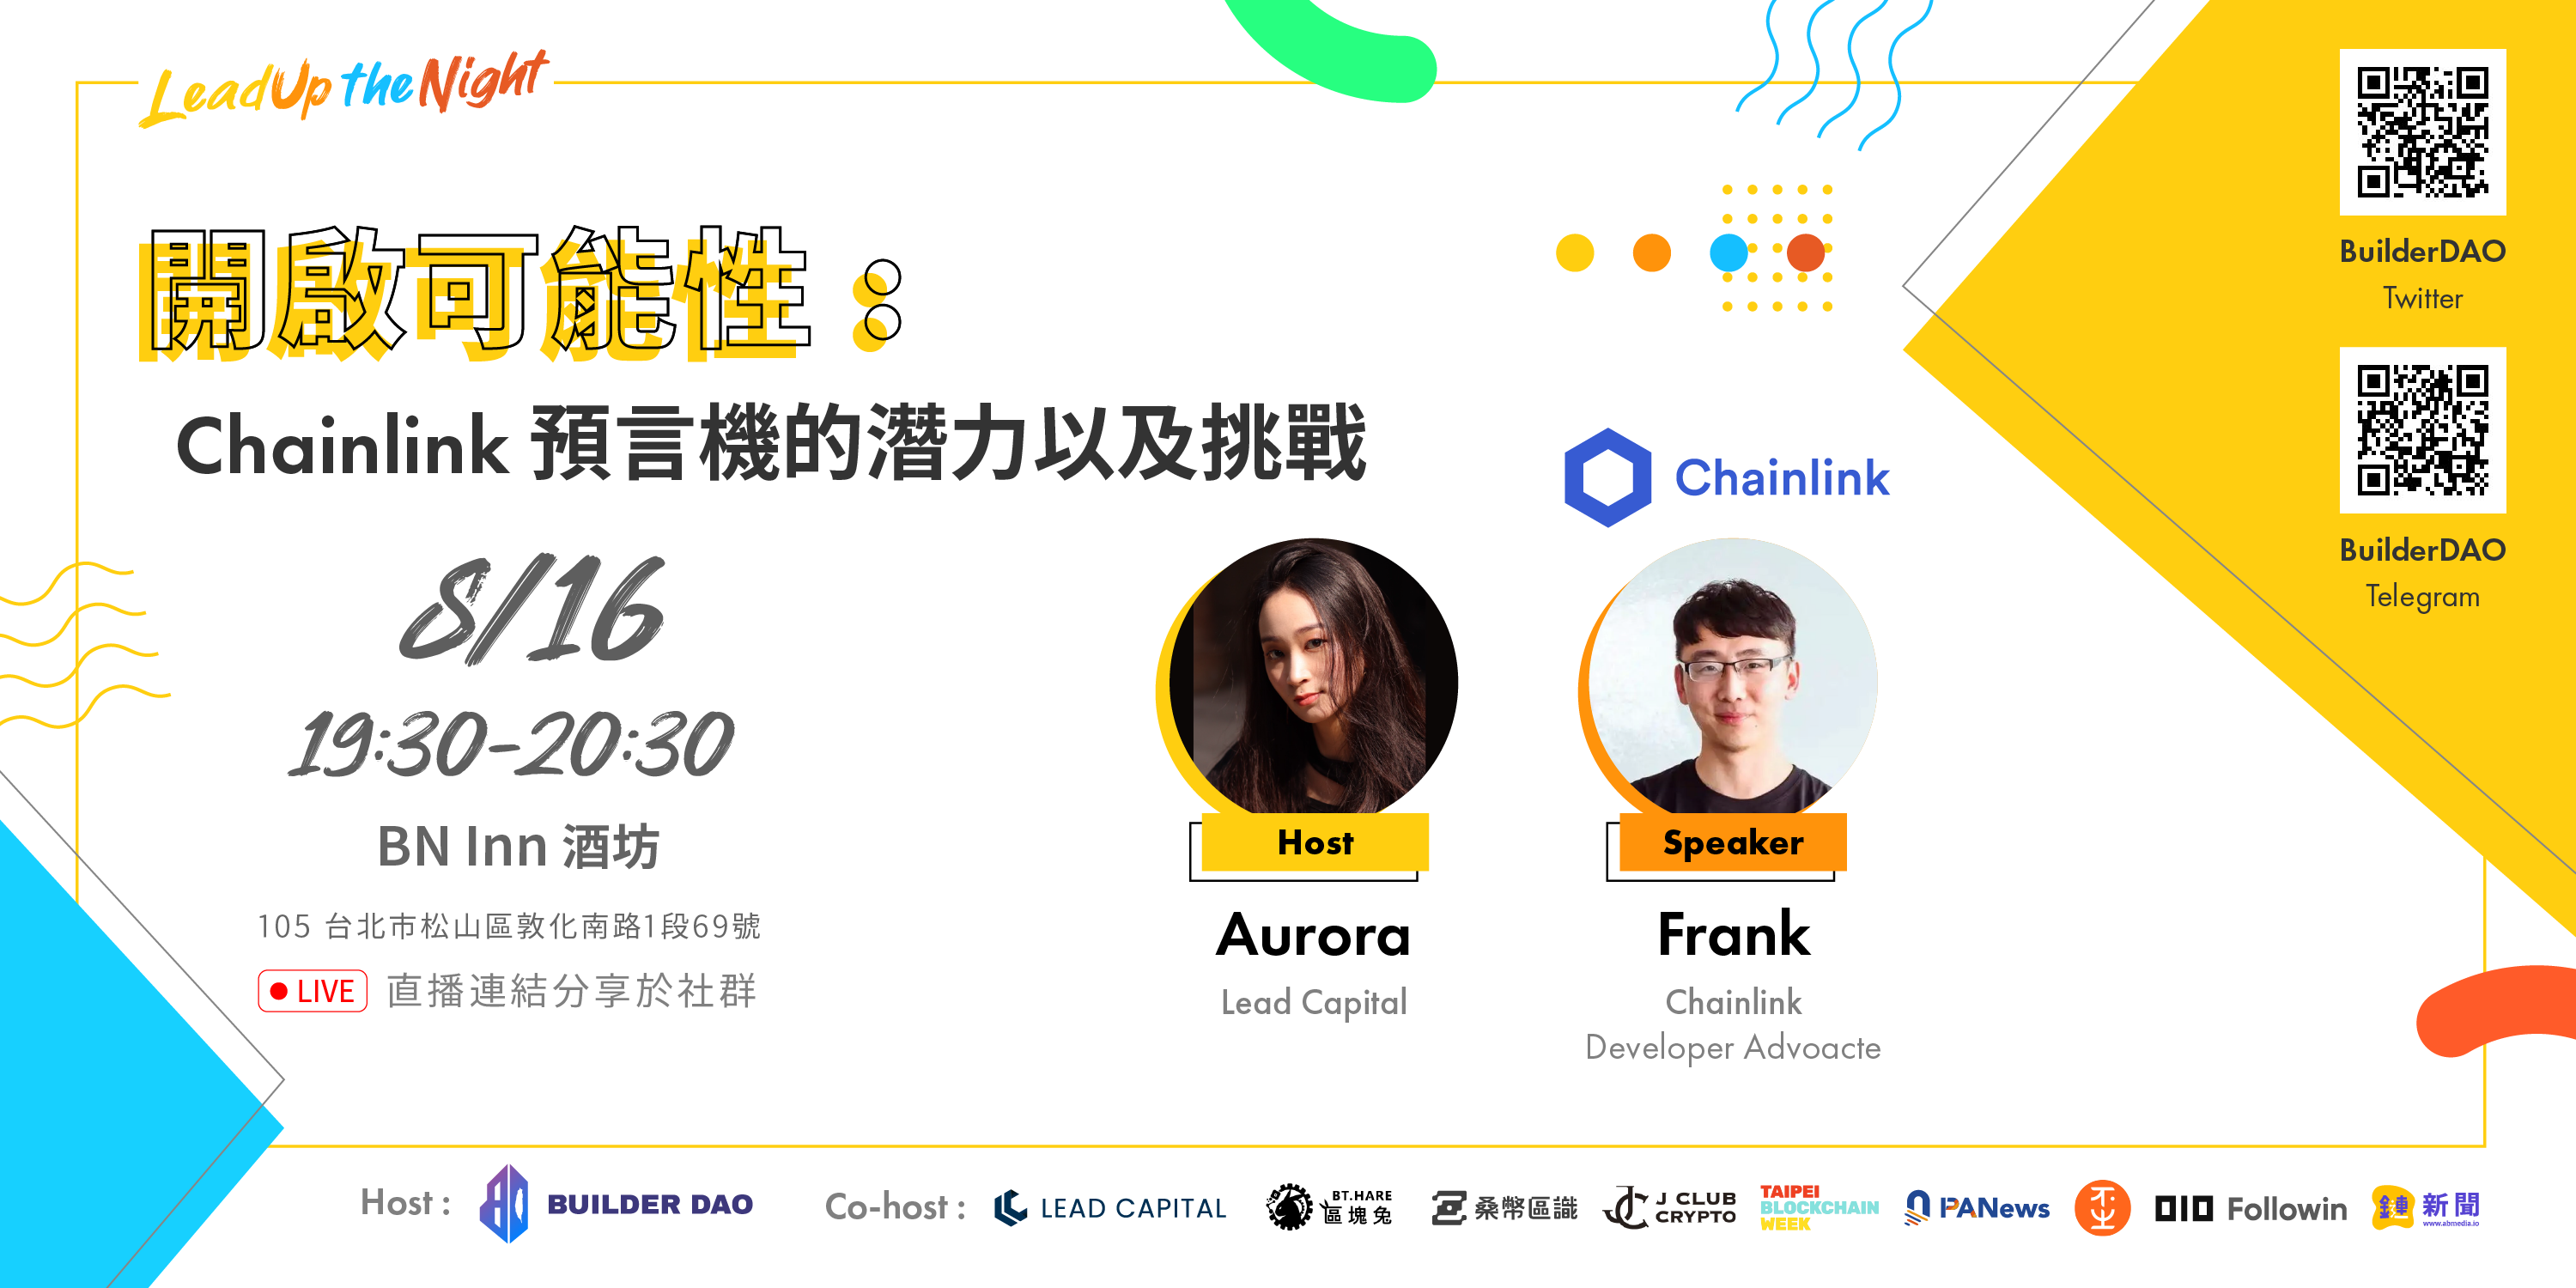 LeadUp the Night
開啟可能性：
Chainlink 預言機的潛力以及挑戰
8/16
19:30-20:30
BN Inn 酒坊
105 台北市松山區敦化南路1段69號
LIVE 直播連結分享於社群
Chainlink
Host
Aurora
Lead Capital
Speaker
Frank
Chainlink
Developer Advoacte
BuilderDAO
Twitter
BuilderDAO
Telegram
Host :
BUILDER DAO
Co-host :
LEAD CAPITAL
BT.HARE
區塊兔
桑幣區識
J CLUB
CRYPTO
TAIPEI
BLOCKCHAIN
WEEK
PANews
Followin
鏈新聞
www.abmedia.io